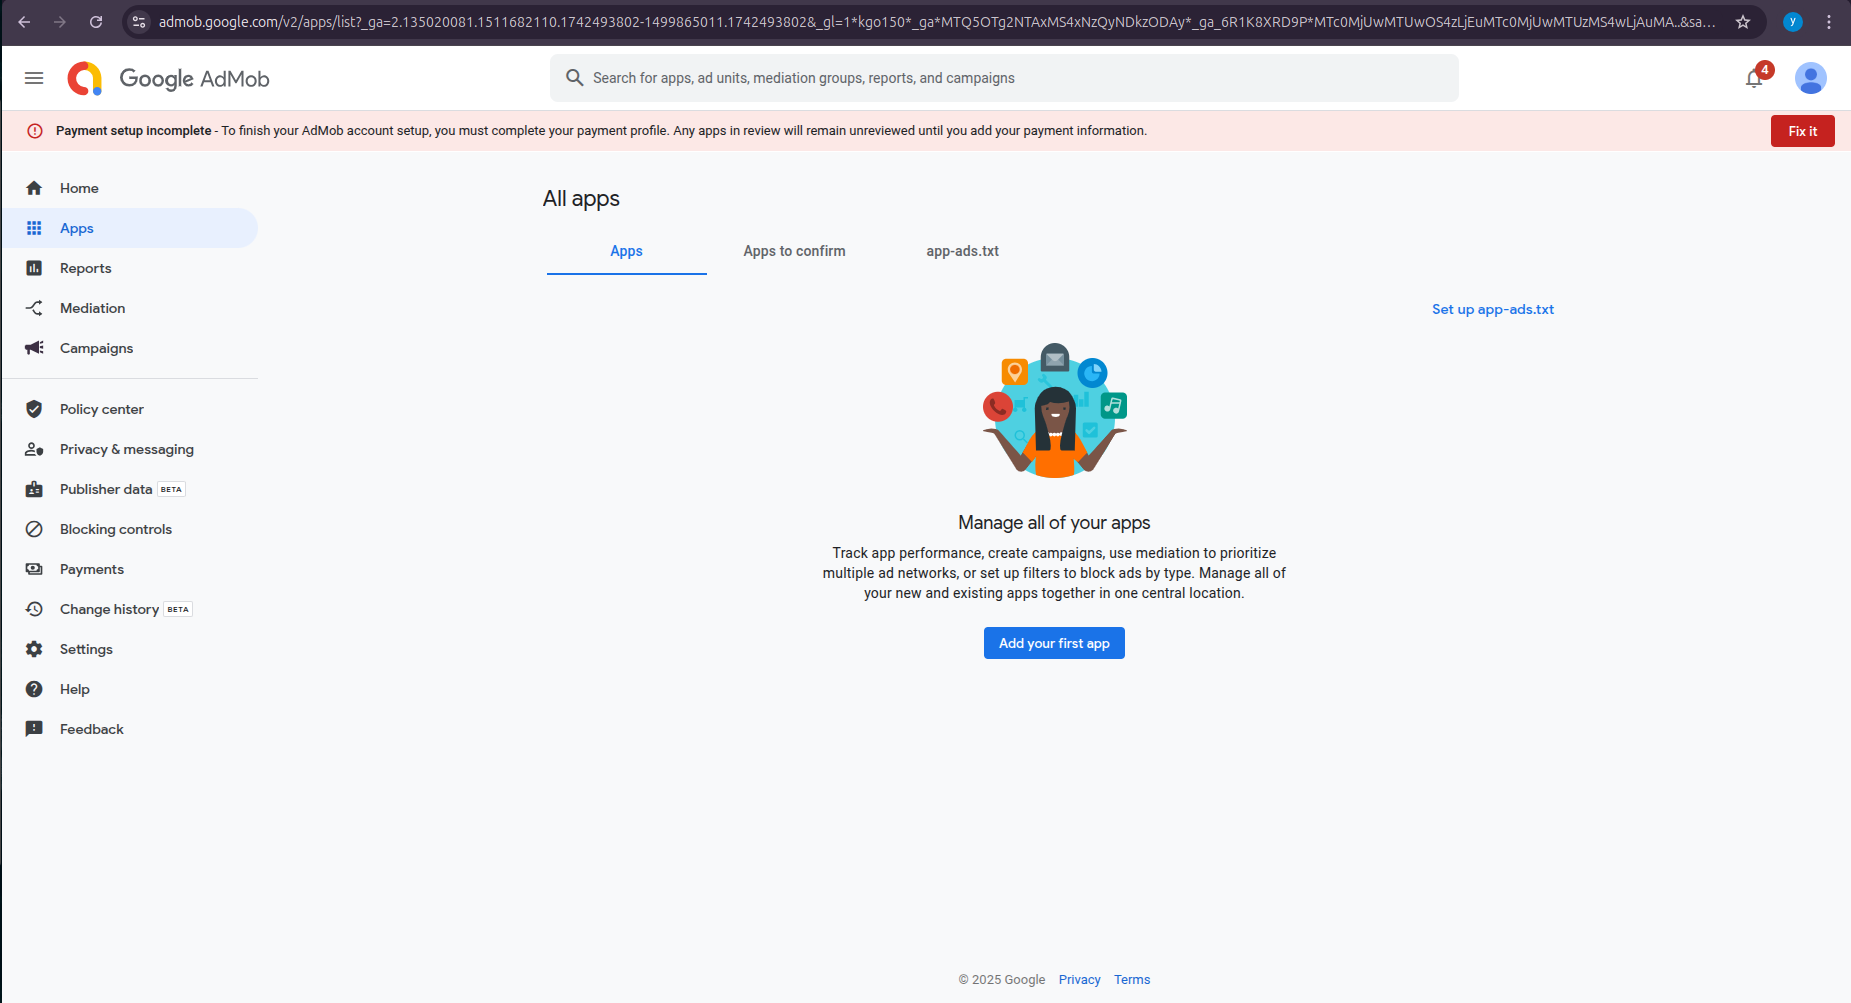 admob.google.com/v2/apps/list?_ga=2.135020081.1511682110.1742493802-1499865011.1742493802&_gl=1*kgo150*_ga*MTQ5OTg2NTAxMS4xNzQyNDkzODAy*_ga_6R1K8XRD9P*MTc0MjUwMTUwOS4zLjEuMTc0MjUwMTUzMS4wLjAuMA..&sa...
y
Google AdMob
Search for apps, ad units, mediation groups, reports, and campaigns
4
Payment setup incomplete - To finish your AdMob account setup, you must complete your payment profile. Any apps in review will remain unreviewed until you add your payment information.
Fix it
Home
Apps
Reports
Mediation
Campaigns
Policy center
Privacy & messaging
Publisher data BETA
Blocking controls
Payments
Change history BETA
Settings
Help
Feedback
All apps
Apps
Apps to confirm
app-ads.txt
Set up app-ads.txt
Manage all of your apps
Track app performance, create campaigns, use mediation to prioritize
multiple ad networks, or set up filters to block ads by type. Manage all of
your new and existing apps together in one central location.
Add your first app
© 2025 Google Privacy Terms